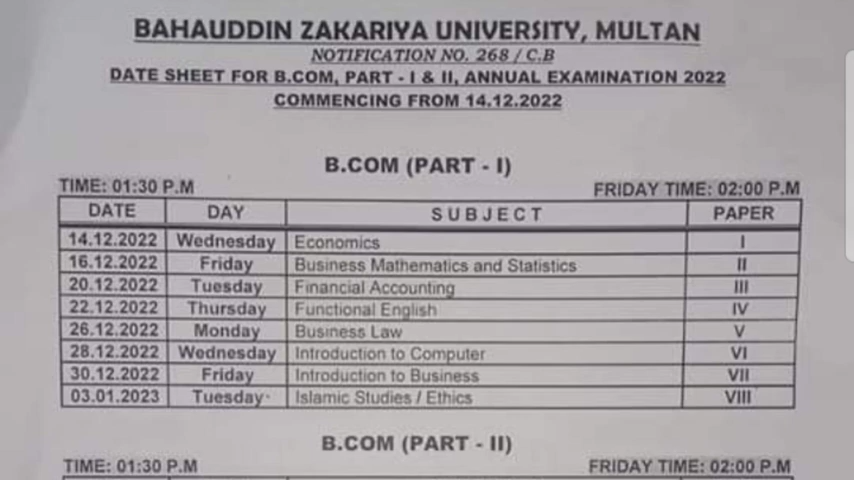 BAHAUDDIN ZAKARIYA UNIVERSITY, MULTAN
NOTIFICATION NO. 268 / C.B
DATE SHEET FOR B.COM, PART - I & II, ANNUAL EXAMINATION 2022
COMMENCING FROM 14.12.2022
B.COM (PART - I)
TIME: 01:30 P.M FRIDAY TIME: 02:00 P.M
DATE DAY SUBJECT PAPER
14.12.2022 Wednesday Economics I
16.12.2022 Friday Business Mathematics and Statistics II
20.12.2022 Tuesday Financial Accounting III
22.12.2022 Thursday Functional English IV
26.12.2022 Monday Business Law V
28.12.2022 Wednesday Introduction to Computer VI
30.12.2022 Friday Introduction to Business VII
03.01.2023 Tuesday Islamic Studies / Ethics VIII
B.COM (PART - II)
TIME: 01:30 P.M FRIDAY TIME: 02:00 P.M